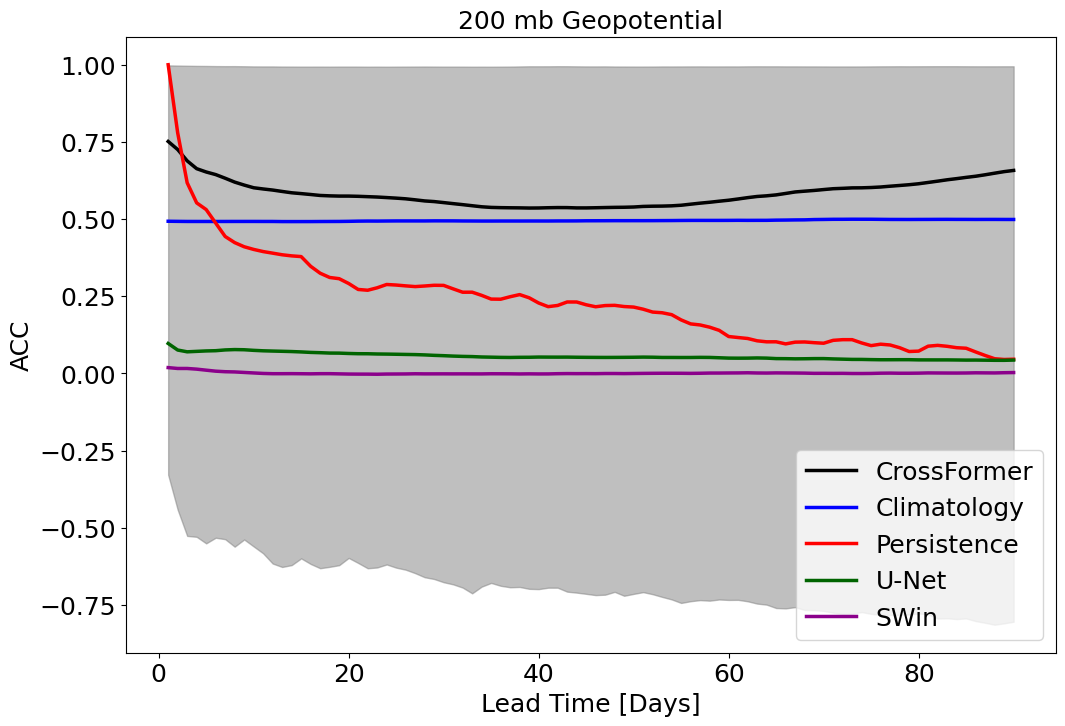 200 mb Geopotential
ACC
1.00
0.75
0.50
0.25
0.00
−0.25
−0.50
−0.75
0
20
40
60
80
Lead Time [Days]
CrossFormer
Climatology
Persistence
U-Net
SWin